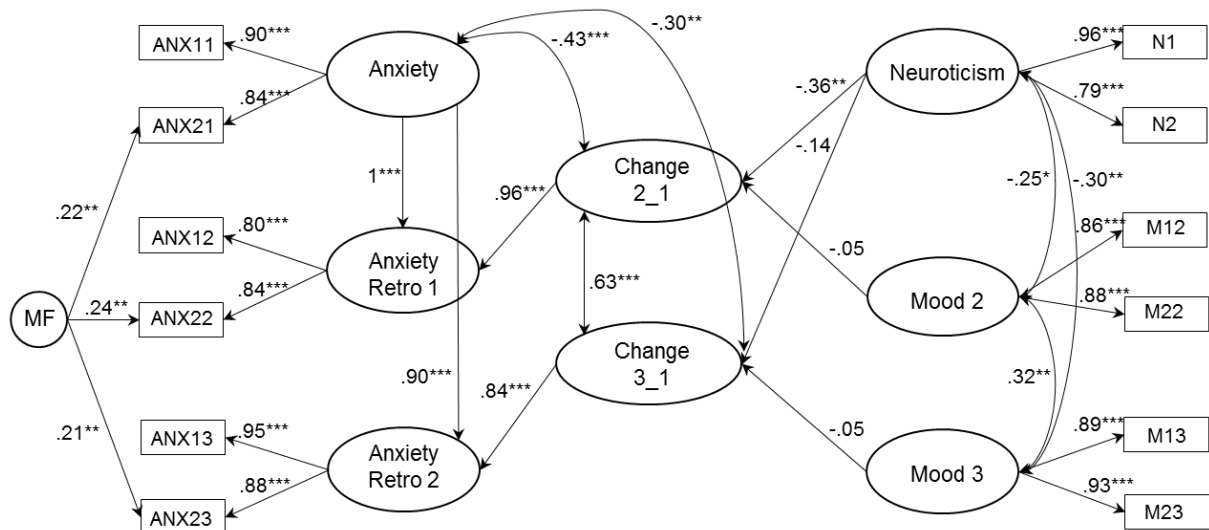 ANX11
.90***
Anxiety
-.43***
-.30**
Neuroticism
.96***
N1
ANX21
.84***
-.36**
.79***
N2
-.14
Change
2_1
1***
.96***
-.25*
-.30**
.22**
ANX12
.80***
.86***
M12
Anxiety
Retro 1
-.05
MF
.24**
ANX22
.84***
.63***
Mood 2
.88***
M22
Change
3_1
.90***
.84***
.32**
.21**
ANX13
.95***
-.05
.89***
M13
Anxiety
Retro 2
Mood 3
ANX23
.88***
.93***
M23